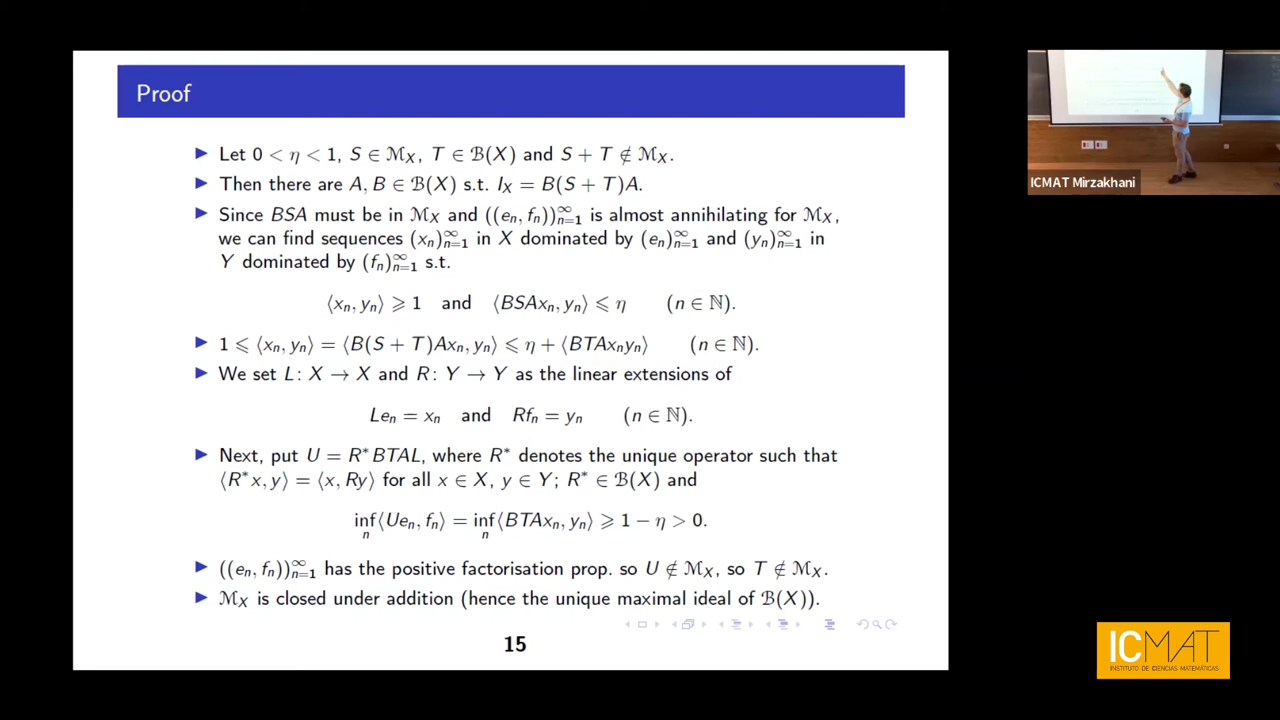 Proof
▶ Let 0 < η < 1, S ∈ ℳ_X, T ∈ ℬ(X) and S + T ∉ ℳ_X.
▶ Then there are A, B ∈ ℬ(X) s.t. I_X = B(S + T)A.
▶ Since BSA must be in ℳ_X and ((e_n, f_n))_{n=1}^∞ is almost annihilating for ℳ_X,
we can find sequences (x_n)_{n=1}^∞ in X dominated by (e_n)_{n=1}^∞ and (y_n)_{n=1}^∞ in
Y dominated by (f_n)_{n=1}^∞ s.t.
⟨x_n, y_n⟩ ⩾ 1 and ⟨BSAx_n, y_n⟩ ⩽ η (n ∈ ℕ).
▶ 1 ⩽ ⟨x_n, y_n⟩ = ⟨B(S + T)Ax_n, y_n⟩ ⩽ η + ⟨BTAx_ny_n⟩ (n ∈ ℕ).
▶ We set L: X → X and R: Y → Y as the linear extensions of
Le_n = x_n and Rf_n = y_n (n ∈ ℕ).
▶ Next, put U = R*BTAL, where R* denotes the unique operator such that
⟨R*x, y⟩ = ⟨x, Ry⟩ for all x ∈ X, y ∈ Y; R* ∈ ℬ(X) and
inf_n⟨Ue_n, f_n⟩ = inf_n⟨BTAx_n, y_n⟩ ⩾ 1 − η > 0.
▶ ((e_n, f_n))_{n=1}^∞ has the positive factorisation prop. so U ∉ ℳ_X, so T ∉ ℳ_X.
▶ ℳ_X is closed under addition (hence the unique maximal ideal of ℬ(X)).
15
ICMAT Mirzakhani
ICMAT
INSTITUTO DE CIENCIAS MATEMÁTICAS